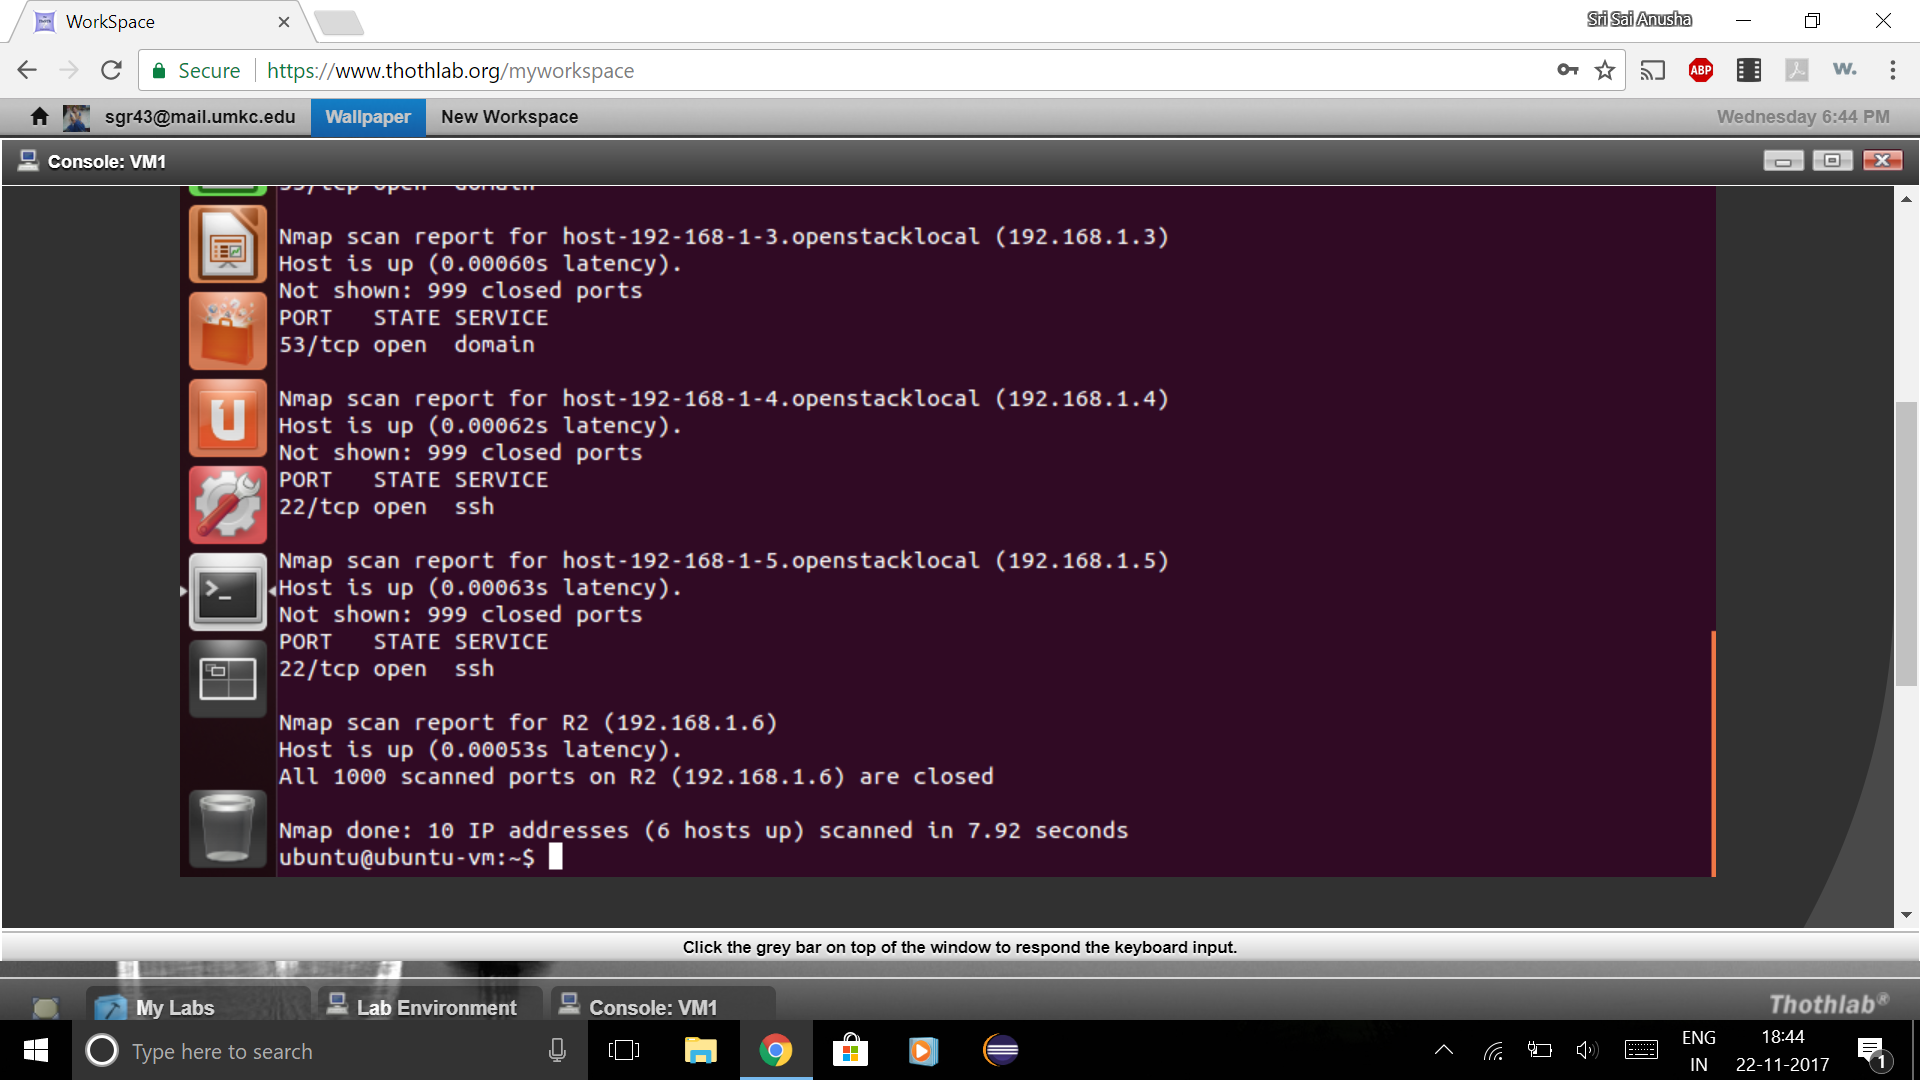 WorkSpace
Sri Sai Anusha
Secure
https://www.thothlab.org/myworkspace
ABP
W.
sgr43@mail.umkc.edu
Wallpaper
New Workspace
Wednesday 6:44 PM
Console: VM1
53/tcp open domain
Nmap scan report for host-192-168-1-3.openstacklocal (192.168.1.3)
Host is up (0.00060s latency).
Not shown: 999 closed ports
PORT STATE SERVICE
53/tcp open domain
Nmap scan report for host-192-168-1-4.openstacklocal (192.168.1.4)
Host is up (0.00062s latency).
Not shown: 999 closed ports
PORT STATE SERVICE
22/tcp open ssh
Nmap scan report for host-192-168-1-5.openstacklocal (192.168.1.5)
Host is up (0.00063s latency).
Not shown: 999 closed ports
PORT STATE SERVICE
22/tcp open ssh
Nmap scan report for R2 (192.168.1.6)
Host is up (0.00053s latency).
All 1000 scanned ports on R2 (192.168.1.6) are closed
Nmap done: 10 IP addresses (6 hosts up) scanned in 7.92 seconds
ubuntu@ubuntu-vm:~$
Click the grey bar on top of the window to respond the keyboard input.
My Labs
Lab Environment
Console: VM1
Thothlab®
Type here to search
ENG
IN
18:44
22-11-2017
1